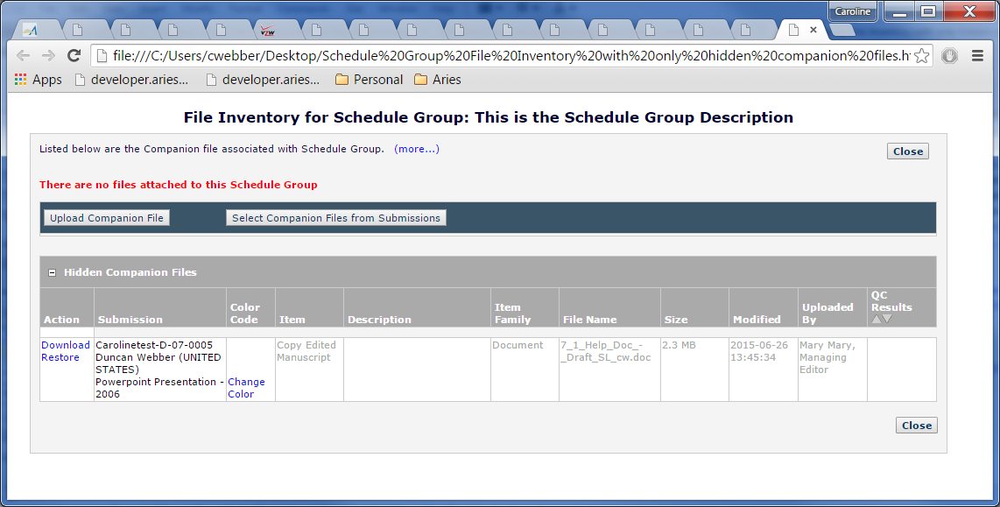 Caroline
file:///C:/Users/cwebber/Desktop/Schedule%20Group%20File%20Inventory%20with%20only%20hidden%20companion%20files.h
Apps developer.aries... developer.aries... Personal Aries
File Inventory for Schedule Group: This is the Schedule Group Description
Listed below are the Companion file associated with Schedule Group. (more...)
Close
There are no files attached to this Schedule Group
Upload Companion File Select Companion Files from Submissions
Hidden Companion Files
Action Submission Color Code Item Description Item Family File Name Size Modified Uploaded By QC Results
Download
Restore
Carolinetest-D-07-0005
Duncan Webber (UNITED
STATES)
Powerpoint Presentation -
2006
Change
Color
Copy Edited
Manuscript
Document
7_1_Help_Doc_-
_Draft_SL_cw.doc
2.3 MB
2015-06-26
13:45:34
Mary Mary,
Managing
Editor
Close